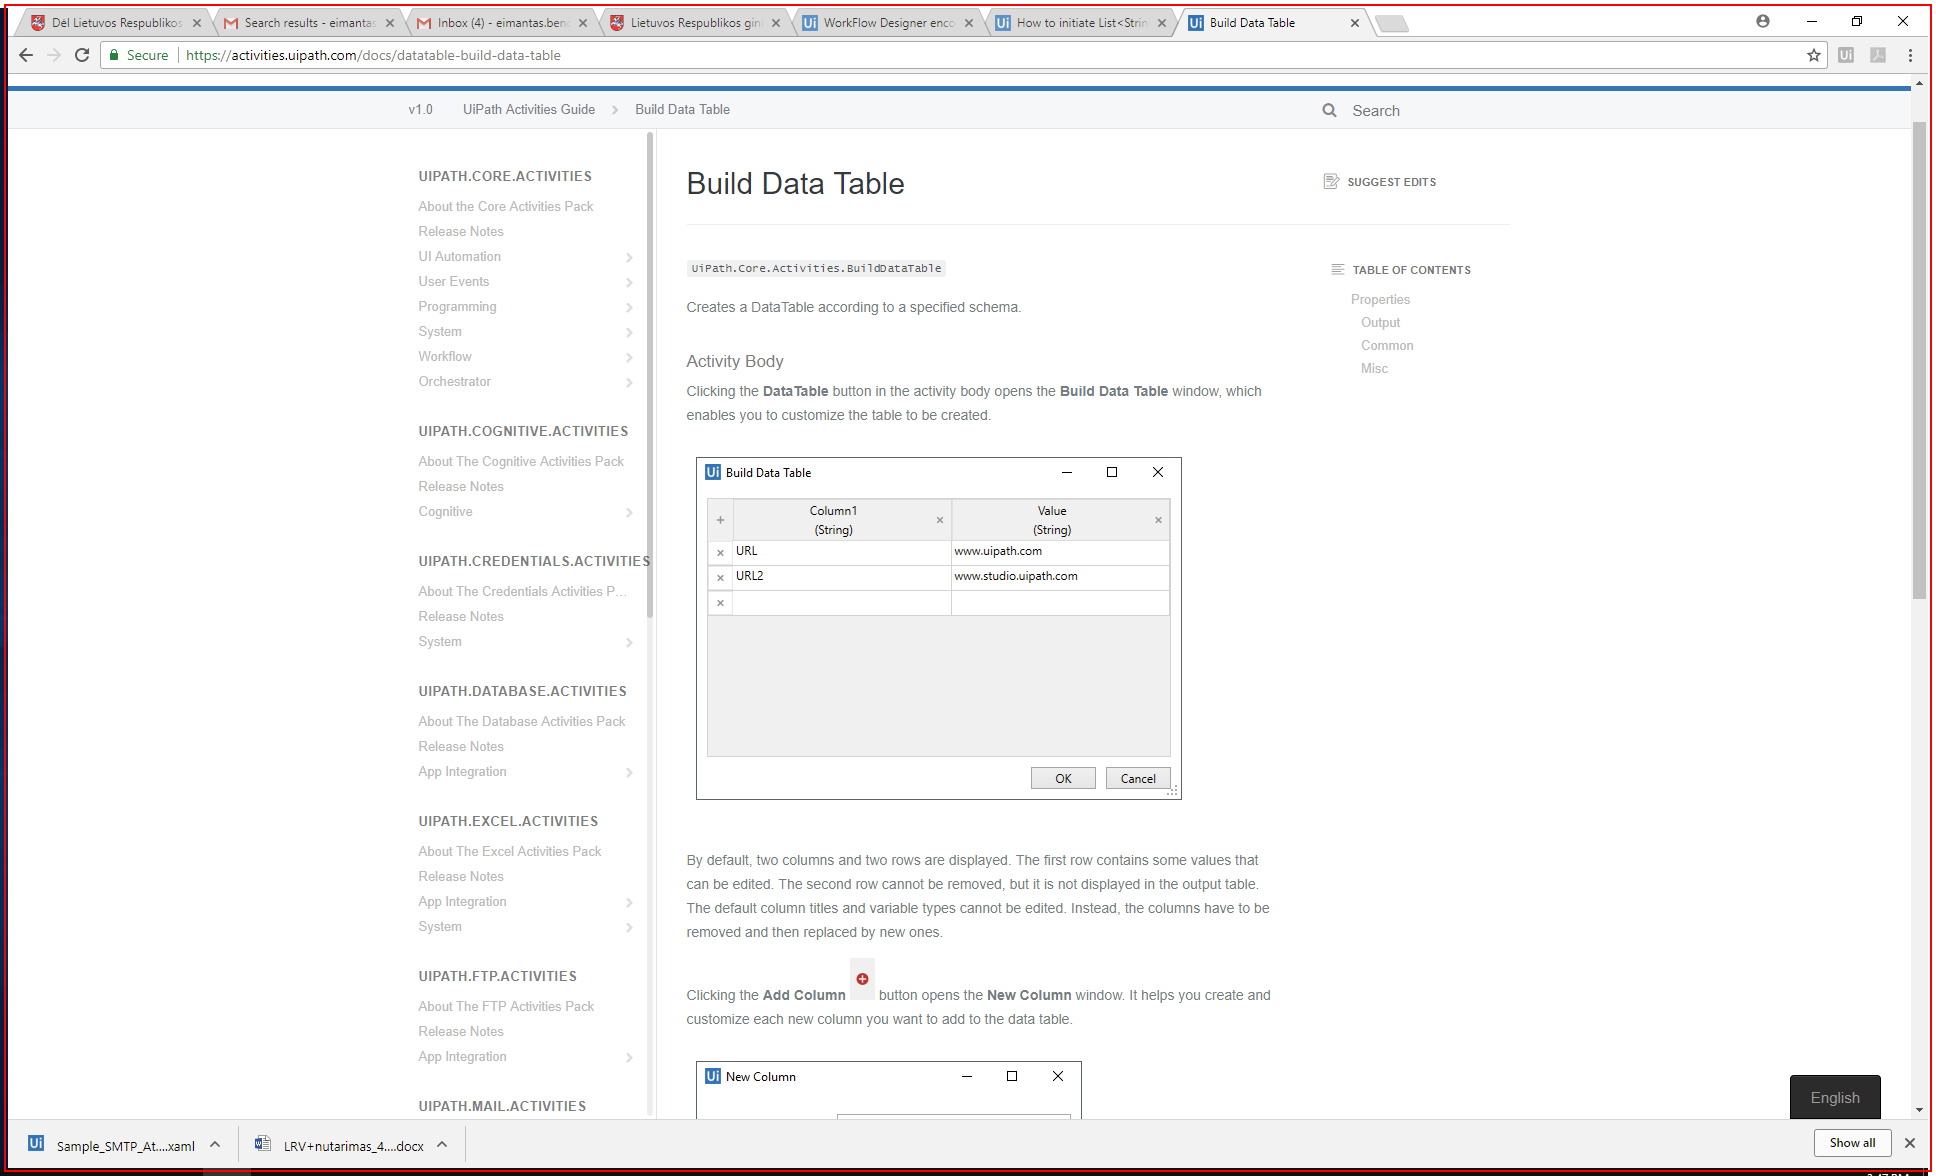 Dėl Lietuvos Respublikos
Search results - eimantas
Inbox (4) - eimantas.benc
Lietuvos Respublikos gin
WorkFlow Designer enco
How to initiate List<Strin
Build Data Table
Secure
https://activities.uipath.com/docs/datatable-build-data-table
v1.0
UiPath Activities Guide
Build Data Table
Search
UIPATH.CORE.ACTIVITIES
About the Core Activities Pack
Release Notes
UI Automation
User Events
Programming
System
Workflow
Orchestrator
UIPATH.COGNITIVE.ACTIVITIES
About The Cognitive Activities Pack
Release Notes
Cognitive
UIPATH.CREDENTIALS.ACTIVITIES
About The Credentials Activities P...
Release Notes
System
UIPATH.DATABASE.ACTIVITIES
About The Database Activities Pack
Release Notes
App Integration
UIPATH.EXCEL.ACTIVITIES
About The Excel Activities Pack
Release Notes
App Integration
System
UIPATH.FTP.ACTIVITIES
About The FTP Activities Pack
Release Notes
App Integration
UIPATH.MAIL.ACTIVITIES
Build Data Table
SUGGEST EDITS
UiPath.Core.Activities.BuildDataTable
Creates a DataTable according to a specified schema.
Activity Body
Clicking the DataTable button in the activity body opens the Build Data Table window, which
enables you to customize the table to be created.
Ui Build Data Table
Column1
(String)
Value
(String)
URL
www.uipath.com
URL2
www.studio.uipath.com
OK
Cancel
By default, two columns and two rows are displayed. The first row contains some values that
can be edited. The second row cannot be removed, but it is not displayed in the output table.
The default column titles and variable types cannot be edited. Instead, the columns have to be
removed and then replaced by new ones.
Clicking the Add Column button opens the New Column window. It helps you create and
customize each new column you want to add to the data table.
Ui New Column
TABLE OF CONTENTS
Properties
Output
Common
Misc
English
Ui Sample_SMTP_At....xaml
LRV+nutarimas_4....docx
Show all